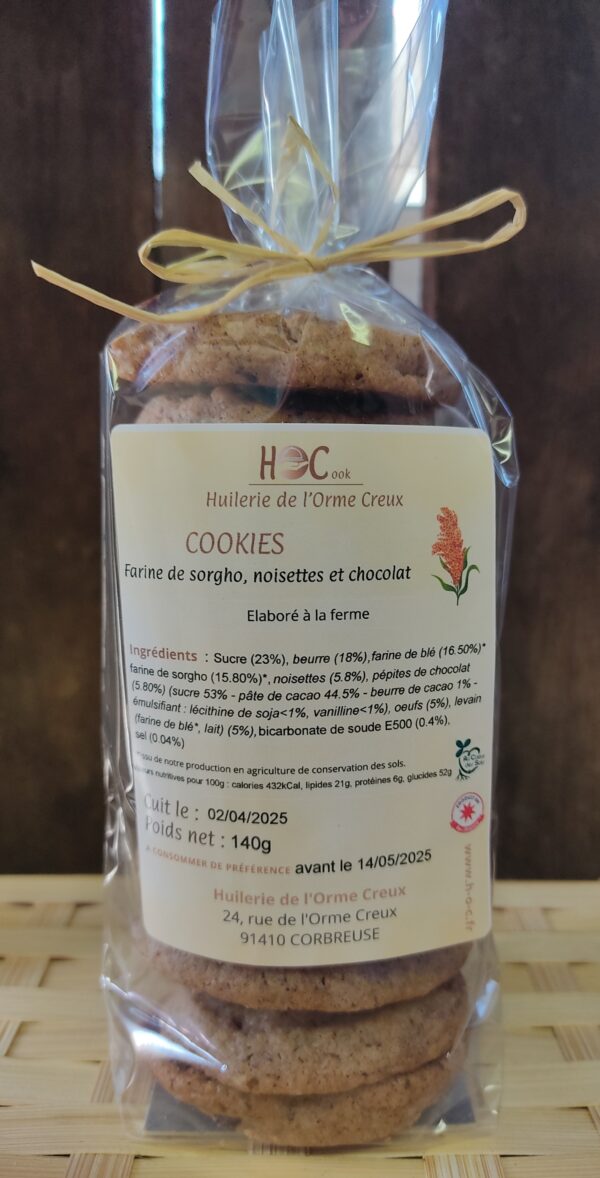 HOC ook
Huilerie de l'Orme Creux
COOKIES
Farine de sorgho, noisettes et chocolat
Elaboré à la ferme
Ingrédients : Sucre (23%), beurre (18%),farine de blé (16.50%)*
farine de sorgho (15.80%)*, noisettes (5.8%), pépites de chocolat
(5.80%) (sucre 53% - pâte de cacao 44.5% - beurre de cacao 1% -
émulsifiant : lécithine de soja<1%, vanilline<1%), oeufs (5%), levain
(farine de blé*, lait) (5%), bicarbonate de soude E500 (0.4%),
sel (0.04%)
*Issu de notre production en agriculture de conservation des sols.
nutritives pour 100g : calories 432kCal, lipides 21g, protéines 6g, glucides 52g
Cuit le : 02/04/2025
Poids net : 140g
A CONSOMMER DE PRÉFÉRENCE avant le 14/05/2025
www.h-o-c.fr
Huilerie de l'Orme Creux
24, rue de l'Orme Creux
91410 CORBREUSE